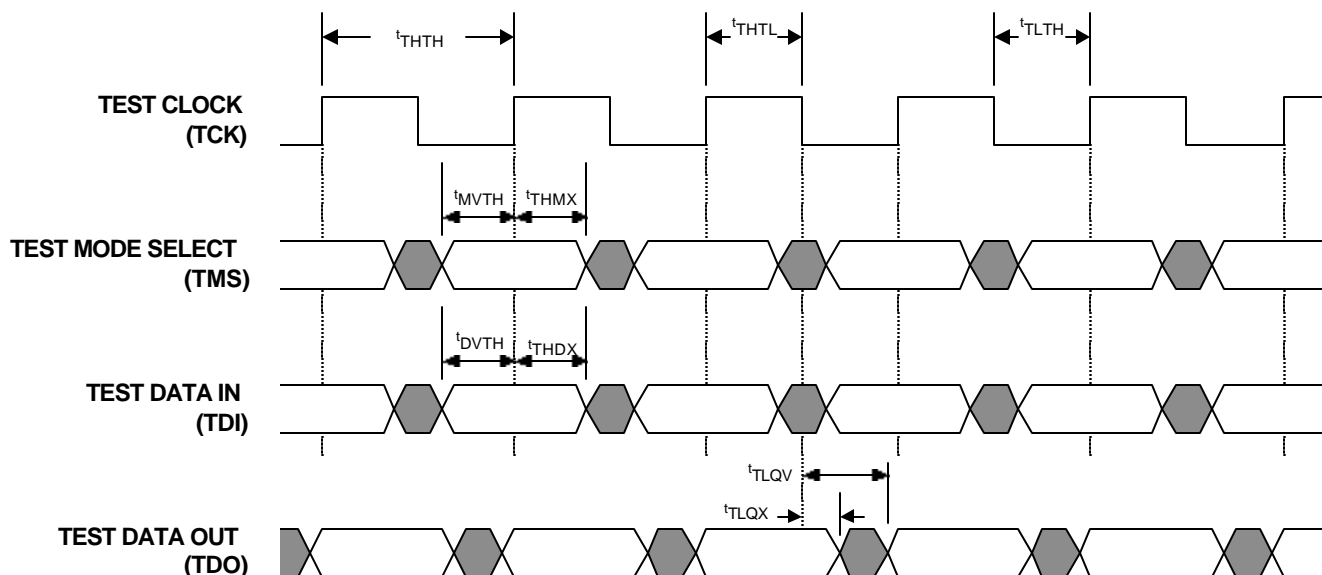 tTHTH
tTHTL
tTLTH
TEST CLOCK
(TCK)
tMVTH
tTHMX
TEST MODE SELECT
(TMS)
tDVTH
tTHDX
TEST DATA IN
(TDI)
tTLQV
tTLQX
TEST DATA OUT
(TDO)